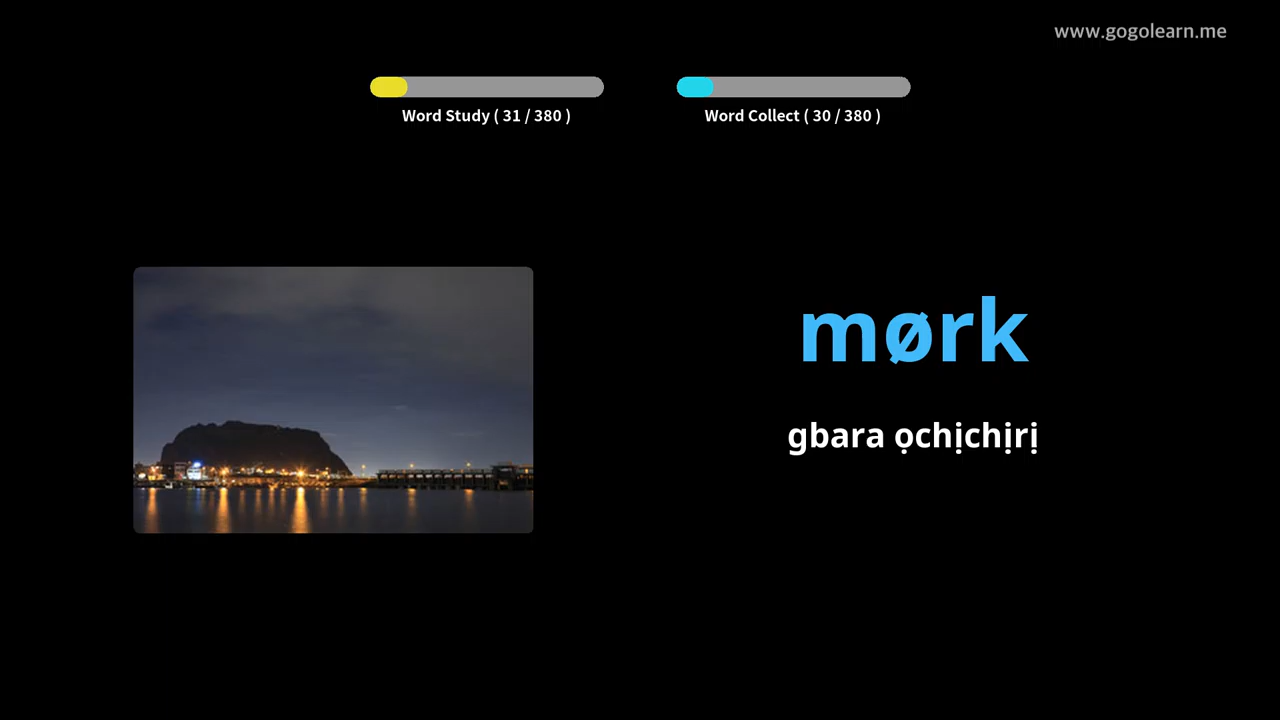 www.gogolearn.me
Word Study ( 31 / 380 )
Word Collect ( 30 / 380 )
mørk
gbara ọchịchịrị